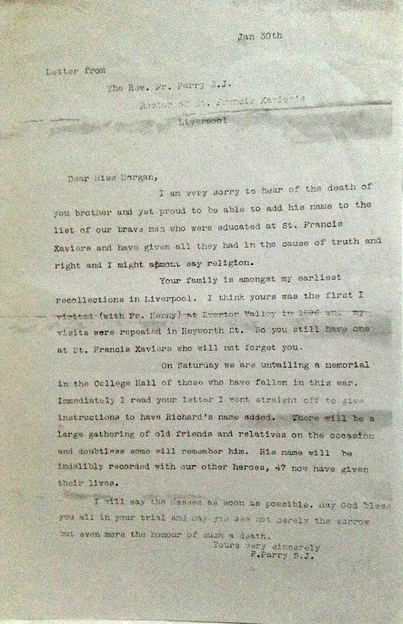 Jan 30th
Letter from
The Rev. Fr. Parry S.J.
Rector of St. Francis Xavier's
Liverpool
Dear Miss Morgan,
I am very sorry to hear of the death of
you brother and yet proud to be able to add his name to the
list of our brave men who were educated at St. Francis
Xaviers and have given all they had in the cause of truth and
right and I might almost say religion.
Your family is amongst my earliest
recollections in Liverpool. I think yours was the first I
visited (with Fr. Kenny) at Everton Valley in and my
visits were repeated in Heyworth St. So you still have one
at St. Francis Xaviers who will not forget you.
On Saturday we are unvailing a memorial
in the College Hall of those who have fallen in this war.
Immediately I read your letter I went straight off to give
instructions to have Richard's name added. There will be a
large gathering of old friends and relatives on the occasion
and doubtless some will remember him. His name will be
indelibly recorded with our other heroes, 47 now have given
their lives.
I will say the Masses as soon as possible. May God bless
you all in your trial and may you see not merely the sorrow
but even more the honour of such a death.
Yours very sincerely
F.Parry S.J.